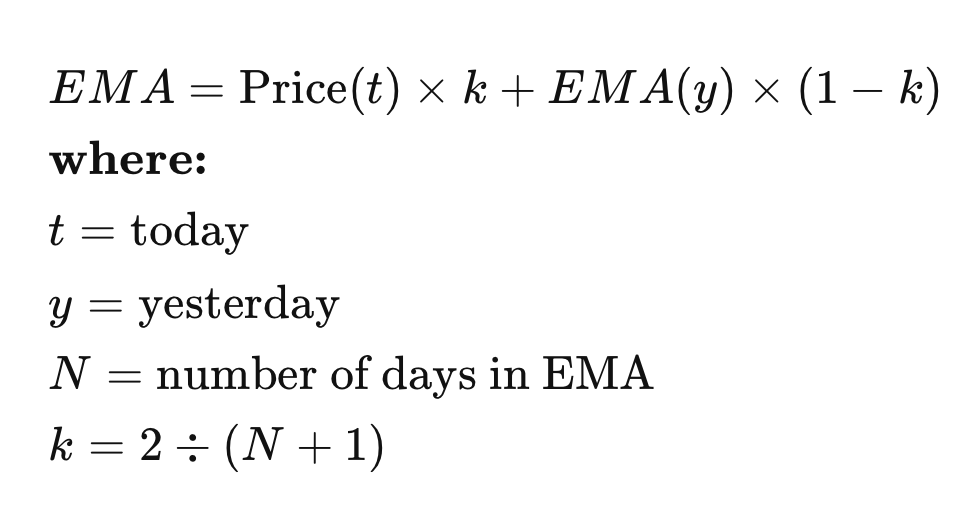 EMA = Price(t) × k + EMA(y) × (1 − k)
where:
t = today
y = yesterday
N = number of days in EMA
k = 2 ÷ (N + 1)